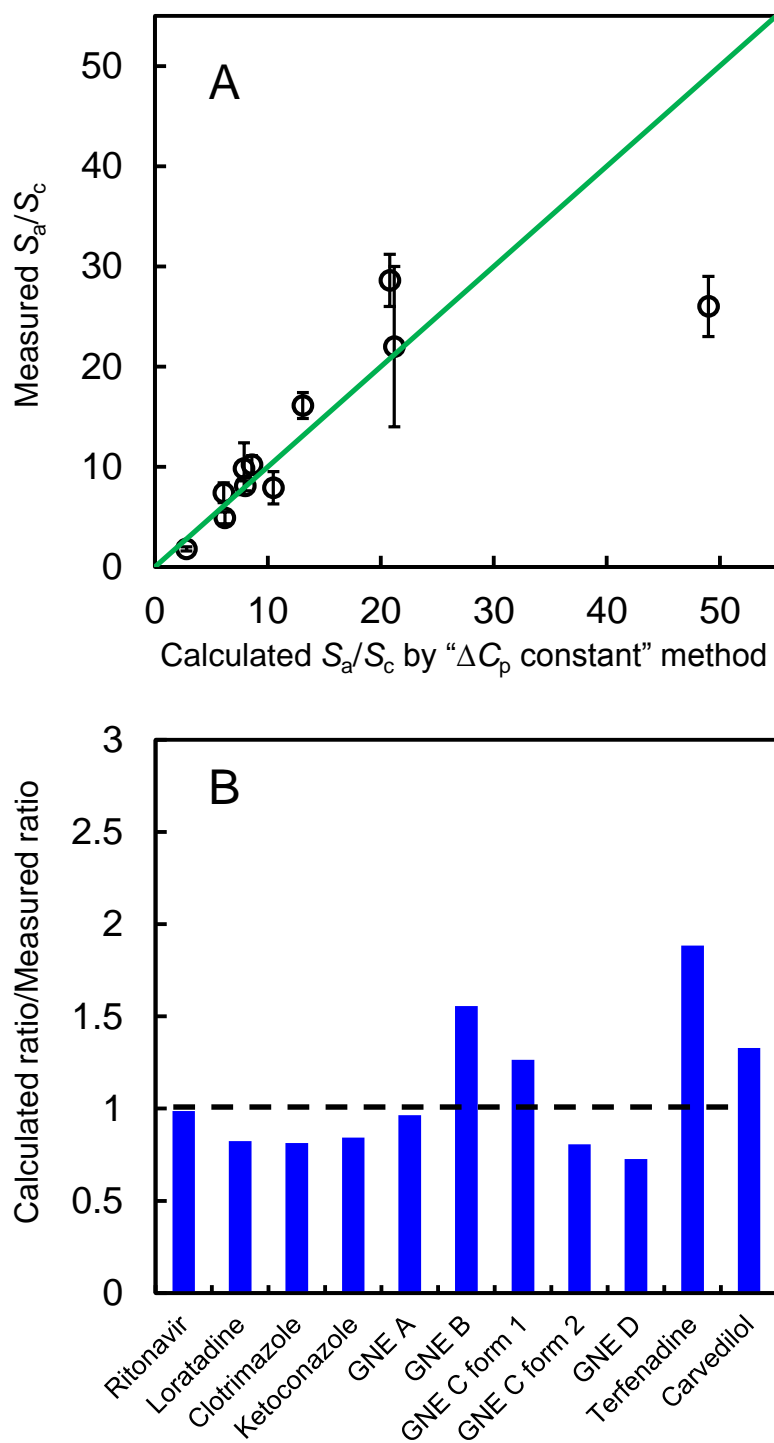 A
50
40
30
20
10
0
Measured Sa/Sc
0 10 20 30 40 50
Calculated Sa/Sc by “ΔCp constant” method
B
3
2.5
2
1.5
1
0.5
0
Calculated ratio/Measured ratio
Ritonavir
Loratadine
Clotrimazole
Ketoconazole
GNE A
GNE B
GNE C form 1
GNE C form 2
GNE D
Terfenadine
Carvedilol